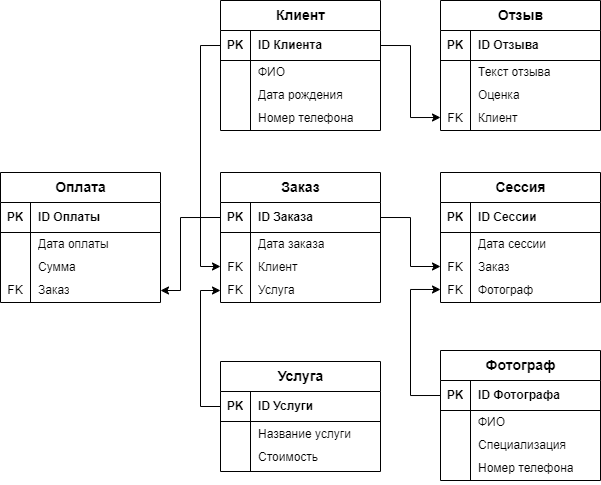 Клиент
PK ID Клиента
ФИО
Дата рождения
Номер телефона
Отзыв
PK ID Отзыва
Текст отзыва
Оценка
FK Клиент
Оплата
PK ID Оплаты
Дата оплаты
Сумма
FK Заказ
Заказ
PK ID Заказа
Дата заказа
FK Клиент
FK Услуга
Сессия
PK ID Сессии
Дата сессии
FK Заказ
FK Фотограф
Услуга
PK ID Услуги
Название услуги
Стоимость
Фотограф
PK ID Фотографа
ФИО
Специализация
Номер телефона